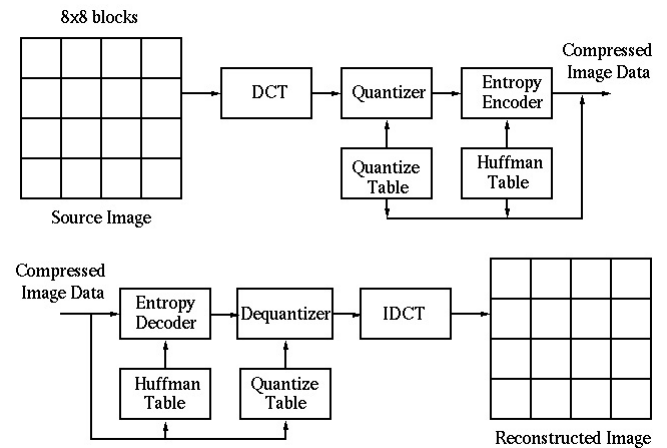 8x8 blocks
Compressed
Image Data
DCT
Quantizer
Entropy
Encoder
Quantize
Table
Huffman
Table
Source Image
Compressed
Image Data
Entropy
Decoder
Dequantizer
IDCT
Huffman
Table
Quantize
Table
Reconstructed Image